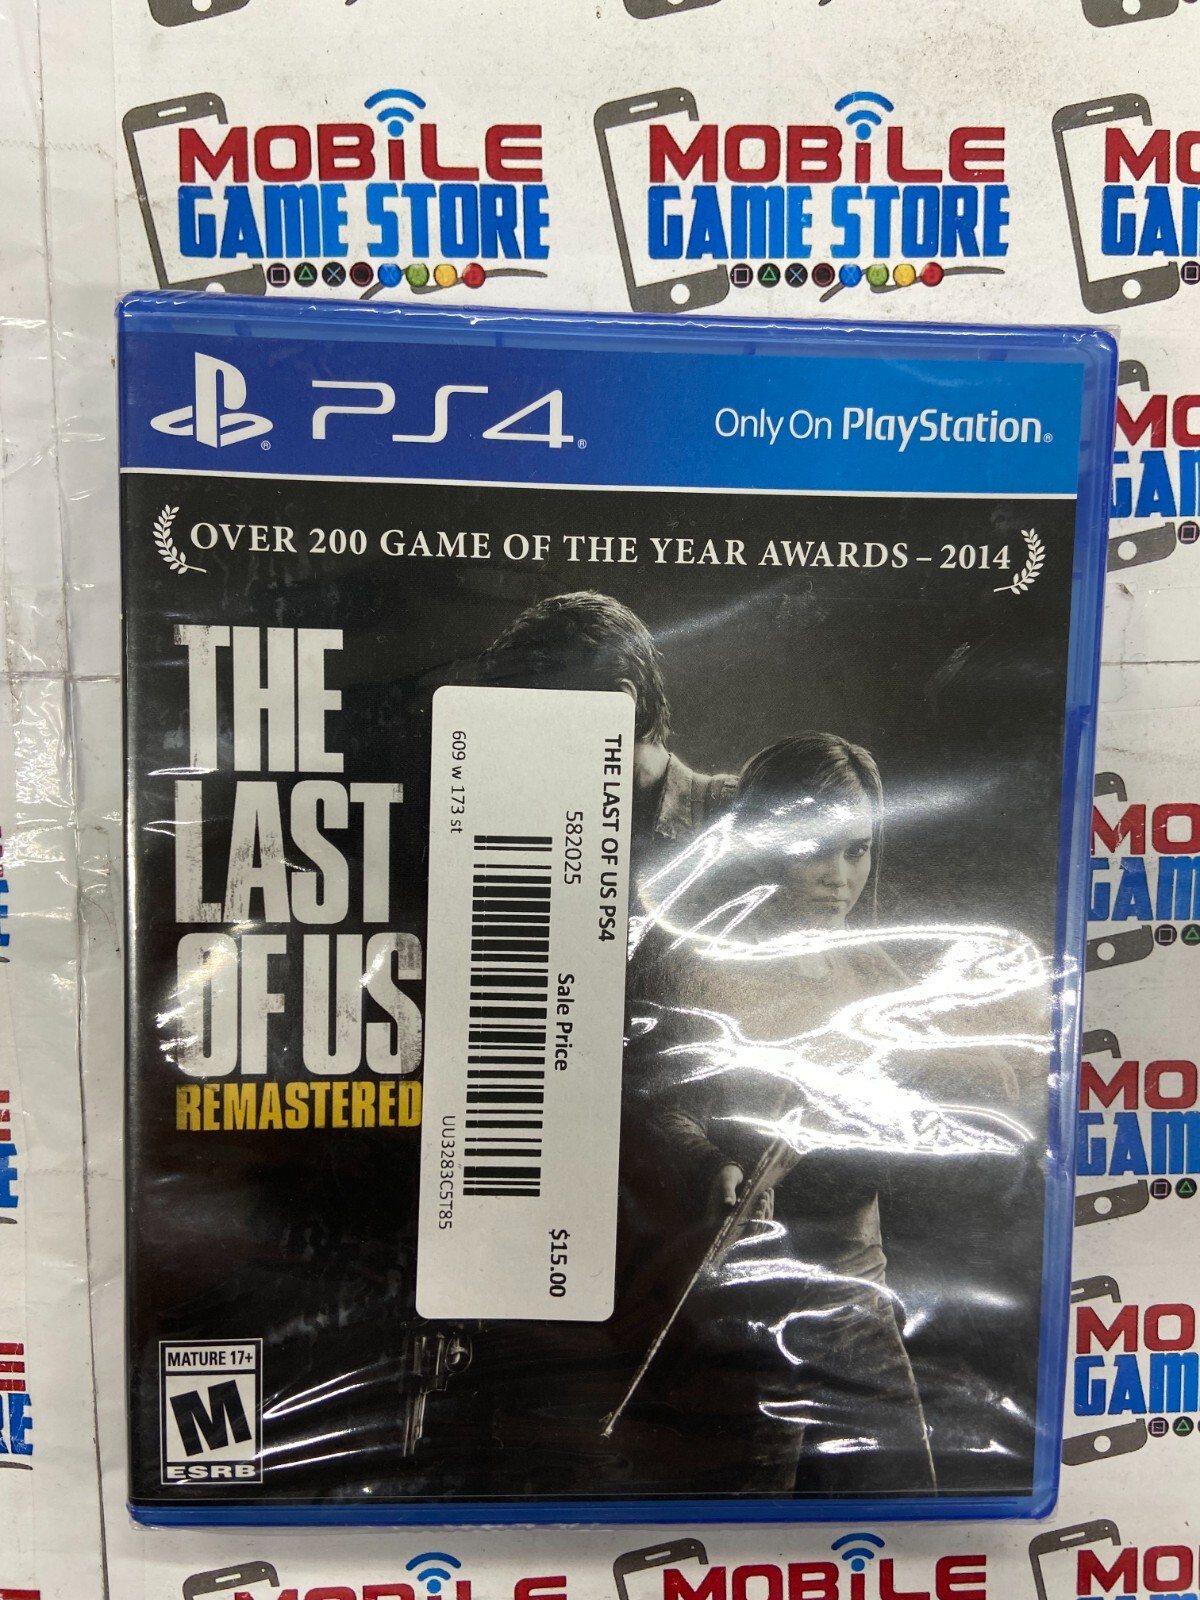 MOBiLE
GAME STORE
MOBiLE
GAME STORE
PS4
Only On PlayStation
OVER 200 GAME OF THE YEAR AWARDS – 2014
THE
LAST
OF US
REMASTERED
THE LAST OF US PS4
582025
Sale Price
$15.00
UU3283C5T85
609 w 173 st
MATURE 17+
M
ESRB
MOBiLE
MOBiLE